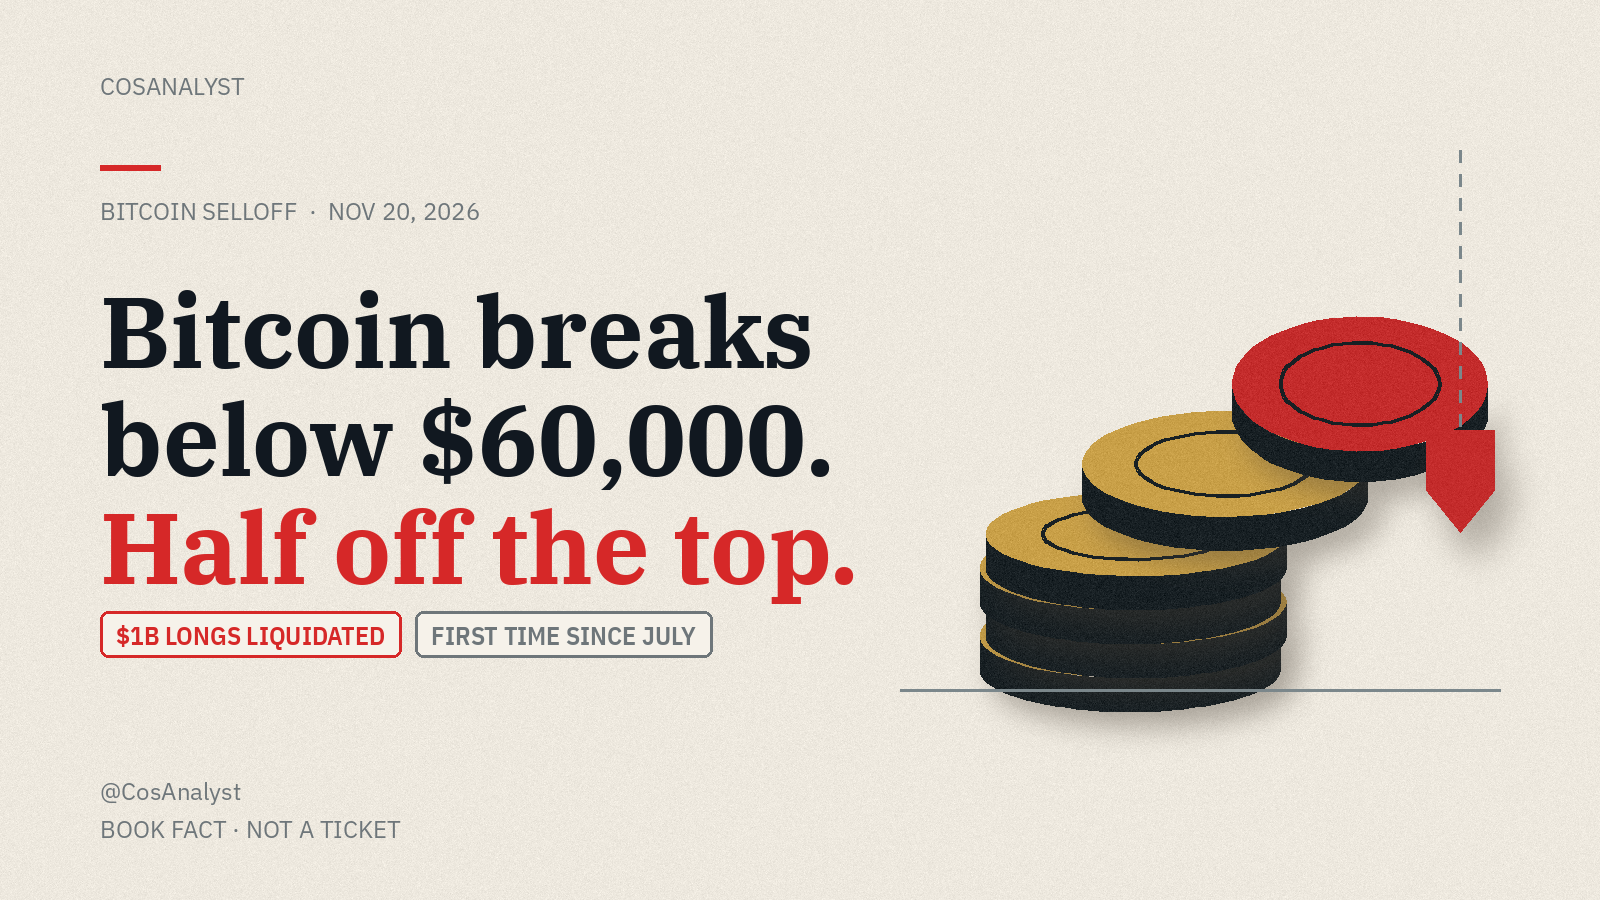 COSANALYST
BITCOIN SELLOFF · NOV 20, 2026
Bitcoin breaks
below $60,000.
Half off the top.
$1B LONGS LIQUIDATED
FIRST TIME SINCE JULY
@CosAnalyst
BOOK FACT · NOT A TICKET